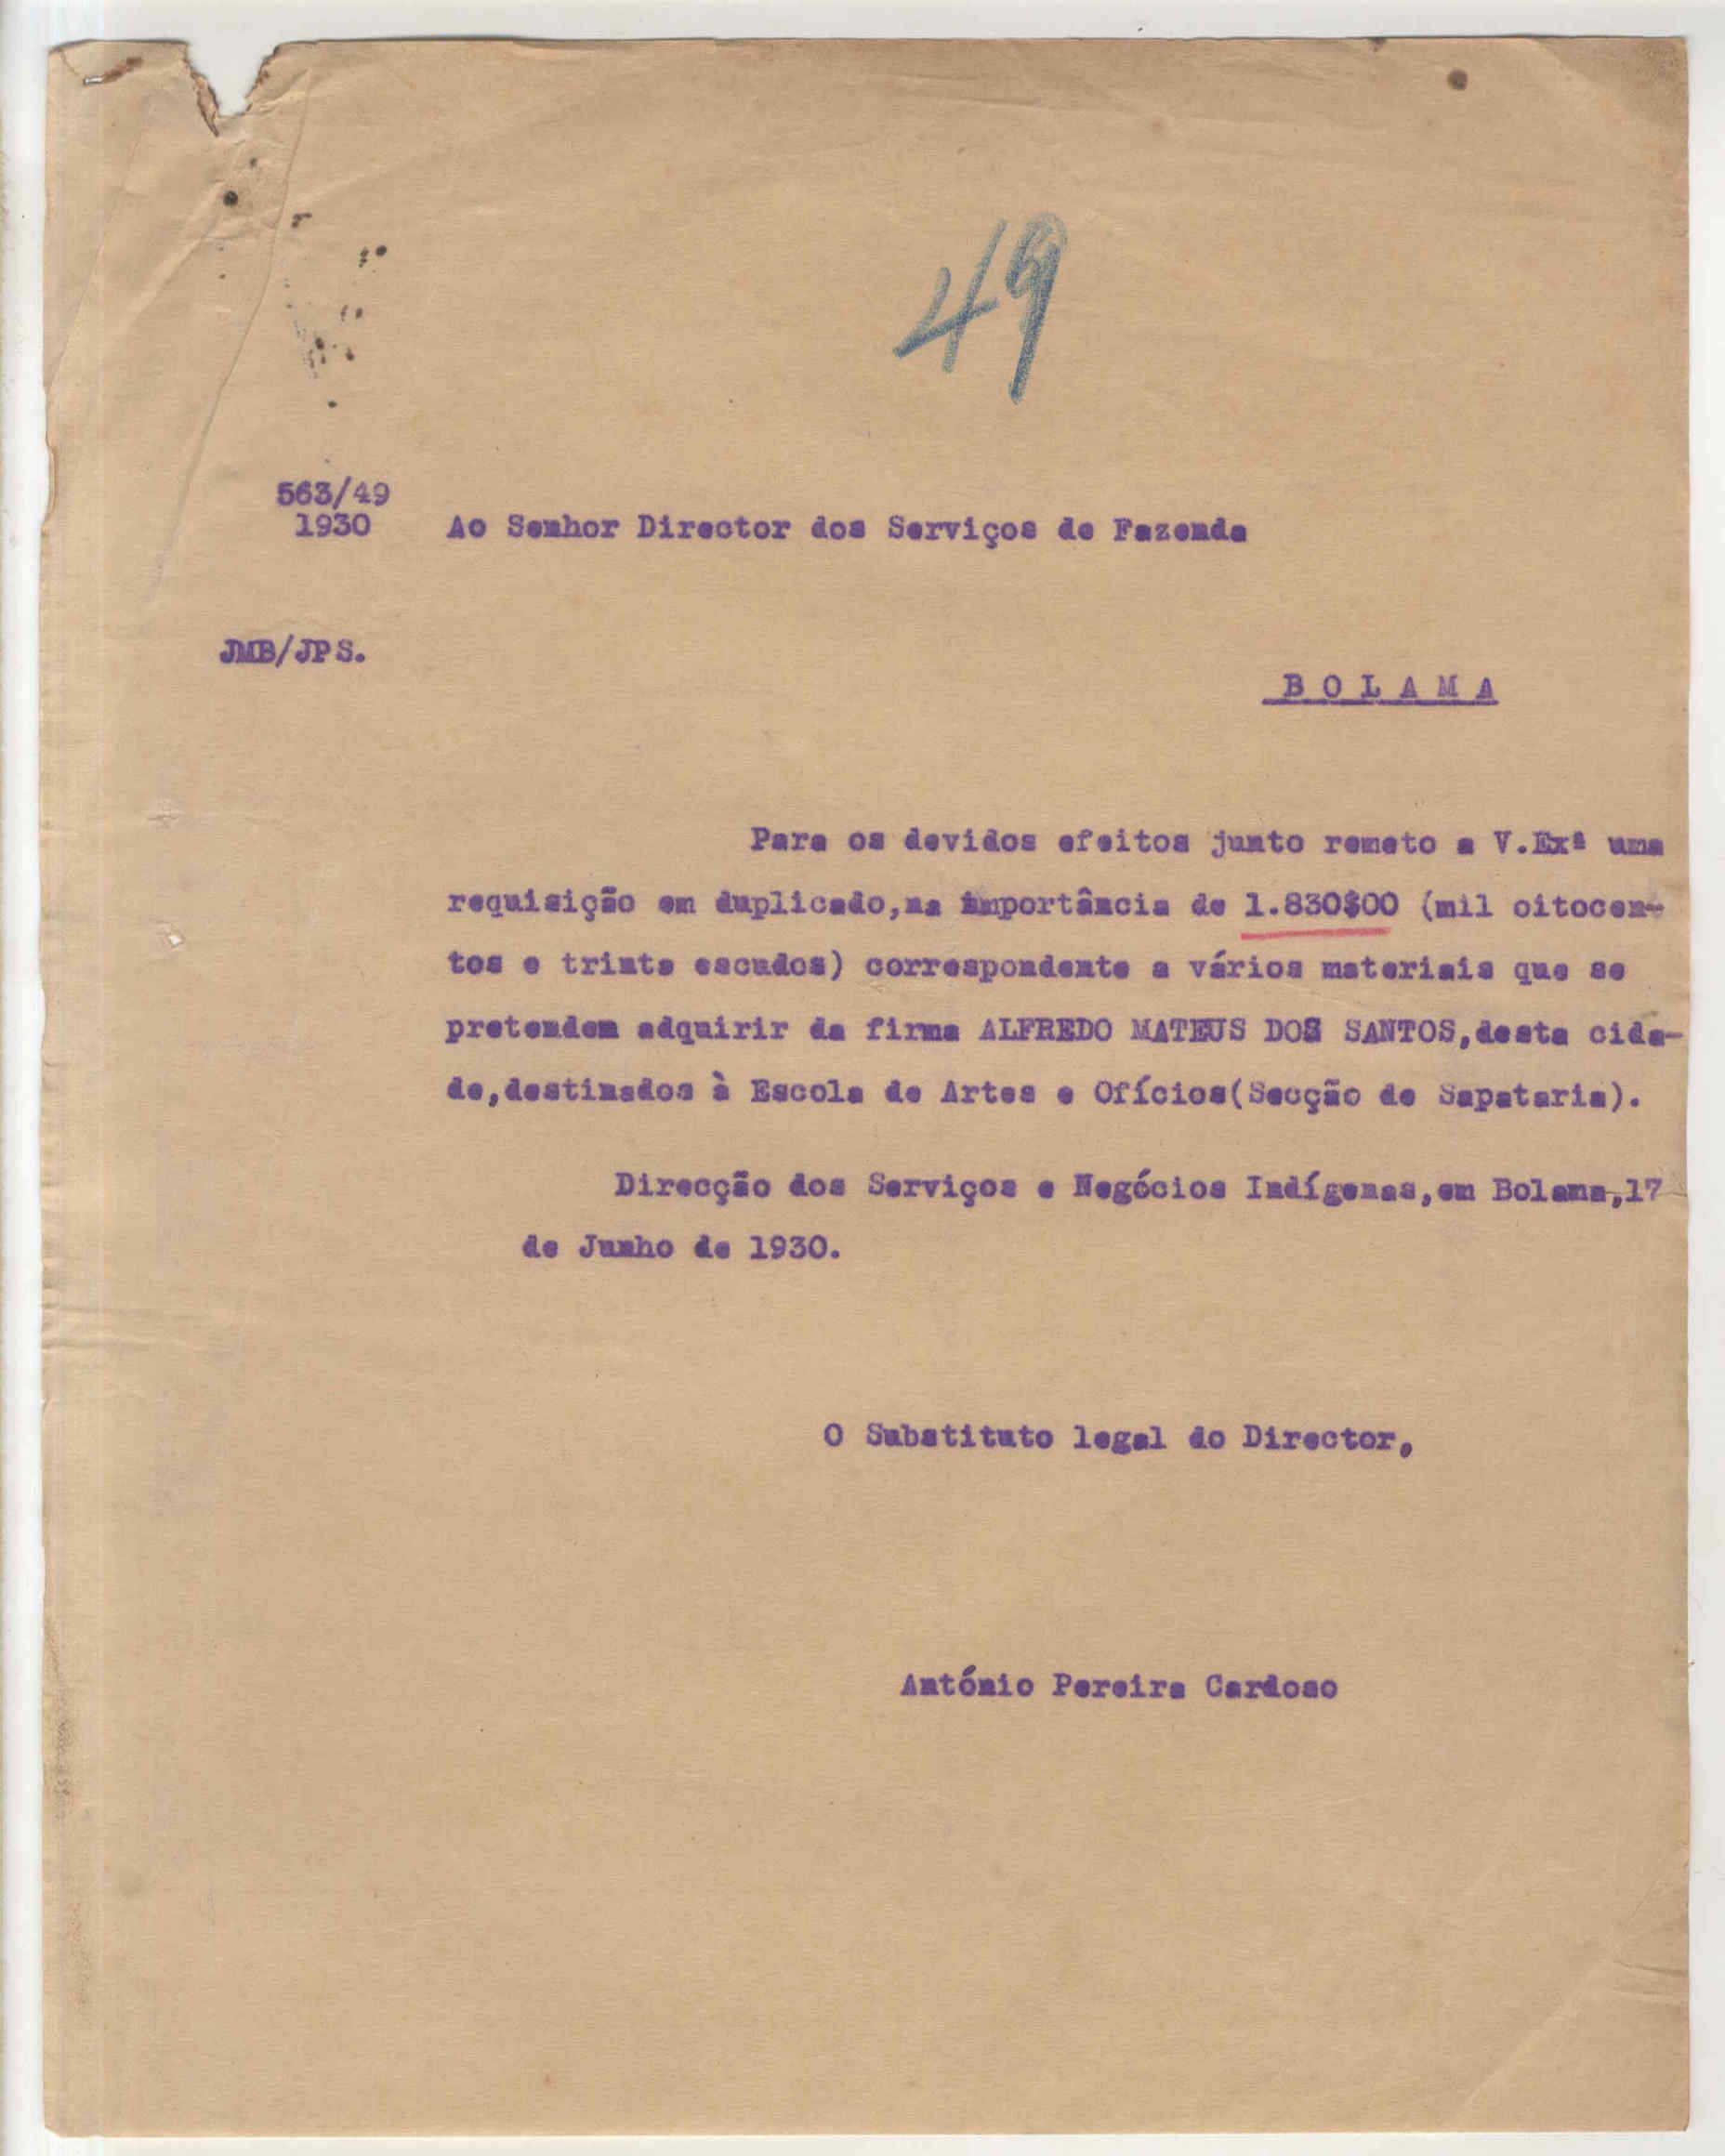 49
563/49
1930
Ao Senhor Director dos Serviços de Fazenda
JMB/JPS.
B O L A M A
Para os devidos efeitos junto remeto a V.Exª uma
requisição em duplicado,na importância de 1.830$00 (mil oitocen-
tos e trinta escudos) correspondente a vários materiais que se
pretendem adquirir da firma ALFREDO MATEUS DOS SANTOS,desta cida-
de,destinados à Escola de Artes e Ofícios(Secção de Sapataria).
Direcção dos Serviços e Negócios Indígenas,em Bolama,17
de Junho de 1930.
O Substituto legal do Director,
António Pereira Cardoso